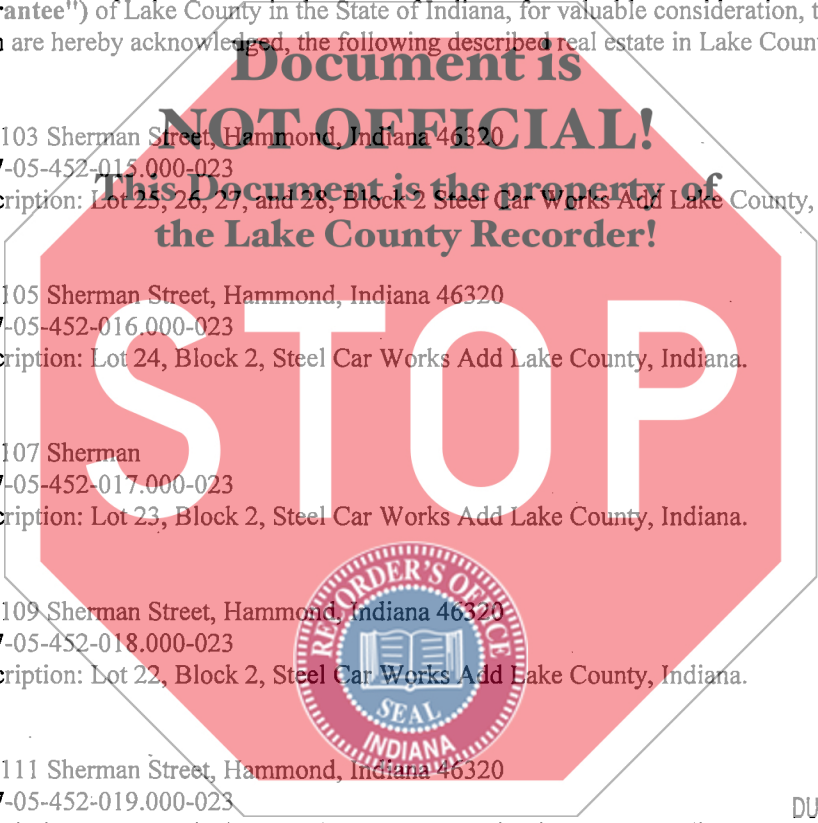 rantee") of Lake County in the State of Indiana, for valuable consideration, t
are hereby acknowledged, the following described real estate in Lake Coun
Document is
NOT OFFICIAL!
103 Sherman Street, Hammond, Indiana 46320
-05-452-015.000-023
This Document is the property of
cription: Lot 25, 26, 27, and 28, Block 2 Steel Car Works Add Lake County,
the Lake County Recorder!
105 Sherman Street, Hammond, Indiana 46320
-05-452-016.000-023
cription: Lot 24, Block 2, Steel Car Works Add Lake County, Indiana.
STOP
107 Sherman
-05-452-017.000-023
cription: Lot 23, Block 2, Steel Car Works Add Lake County, Indiana.
RECORDER'S OFFICE
109 Sherman Street, Hammond, Indiana 46320
-05-452-018.000-023
cription: Lot 22, Block 2, Steel Car Works Add Lake County, Indiana.
SEAL
INDIANA
111 Sherman Street, Hammond, Indiana 46320
-05-452-019.000-023
DU